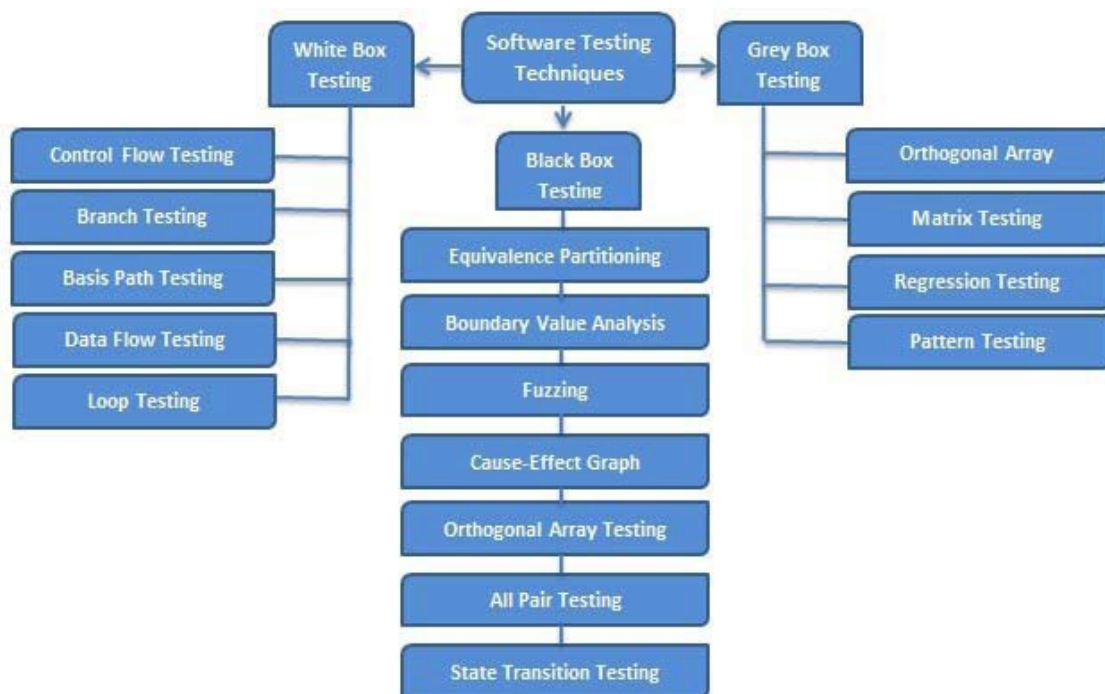 Software Testing
Techniques
White Box
Testing
Control Flow Testing
Branch Testing
Basis Path Testing
Data Flow Testing
Loop Testing
Black Box
Testing
Equivalence Partitioning
Boundary Value Analysis
Fuzzing
Cause-Effect Graph
Orthogonal Array Testing
All Pair Testing
State Transition Testing
Grey Box
Testing
Orthogonal Array
Matrix Testing
Regression Testing
Pattern Testing